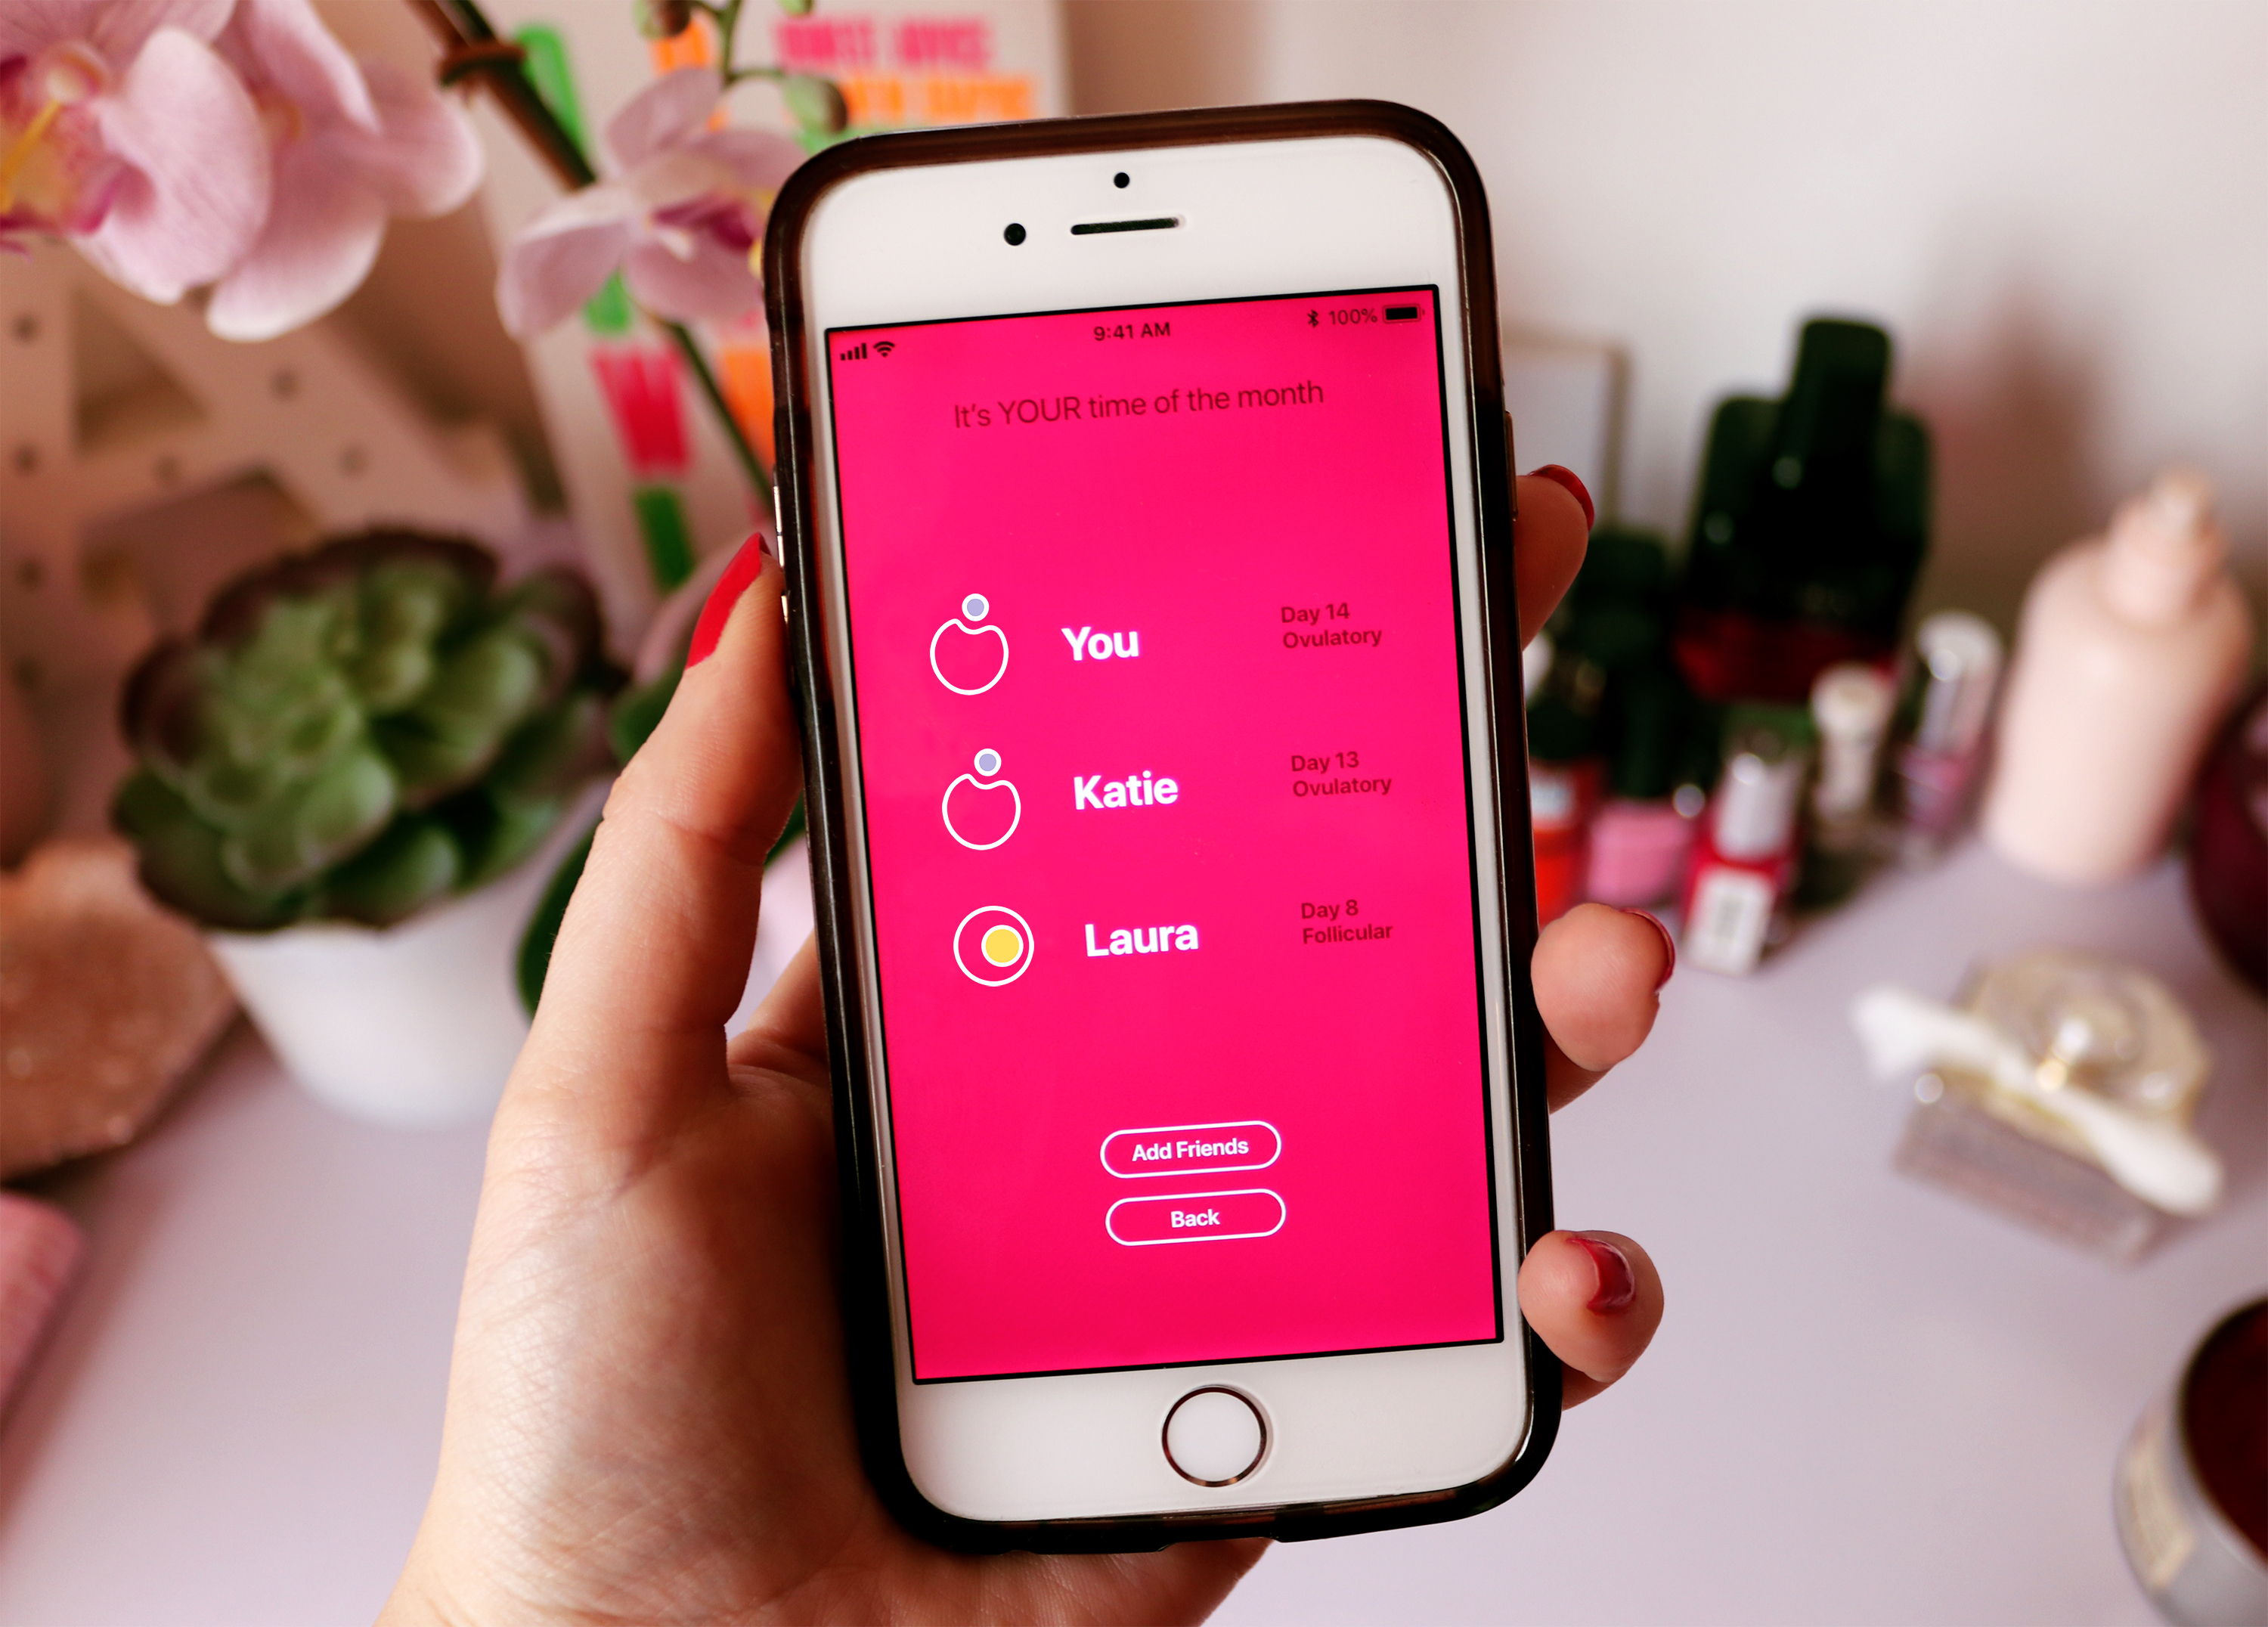 9:41 AM
100%
It's YOUR time of the month
You
Day 14
Ovulatory
Katie
Day 13
Ovulatory
Laura
Day 8
Follicular
Add Friends
Back